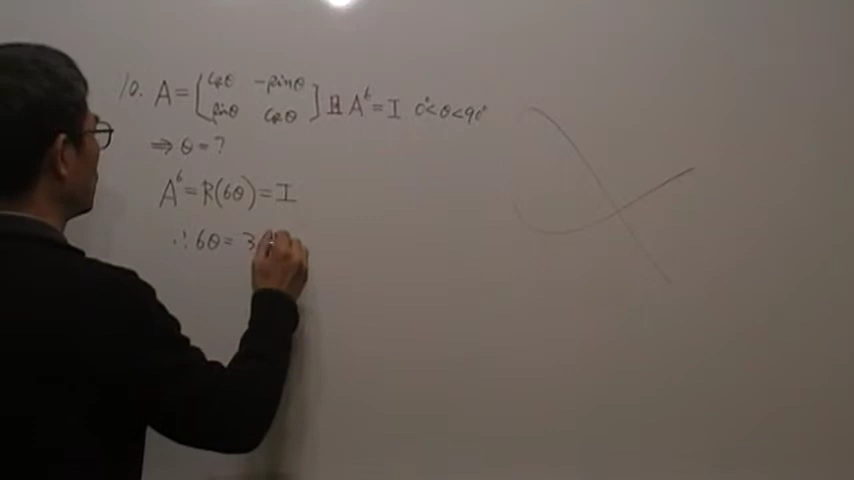 10. A = [cosθ -sinθ sinθ cosθ] 且 A⁶ = I 0°<θ<90°
⇒ θ = ?
A⁶ = R(6θ) = I
∴ 6θ = 3